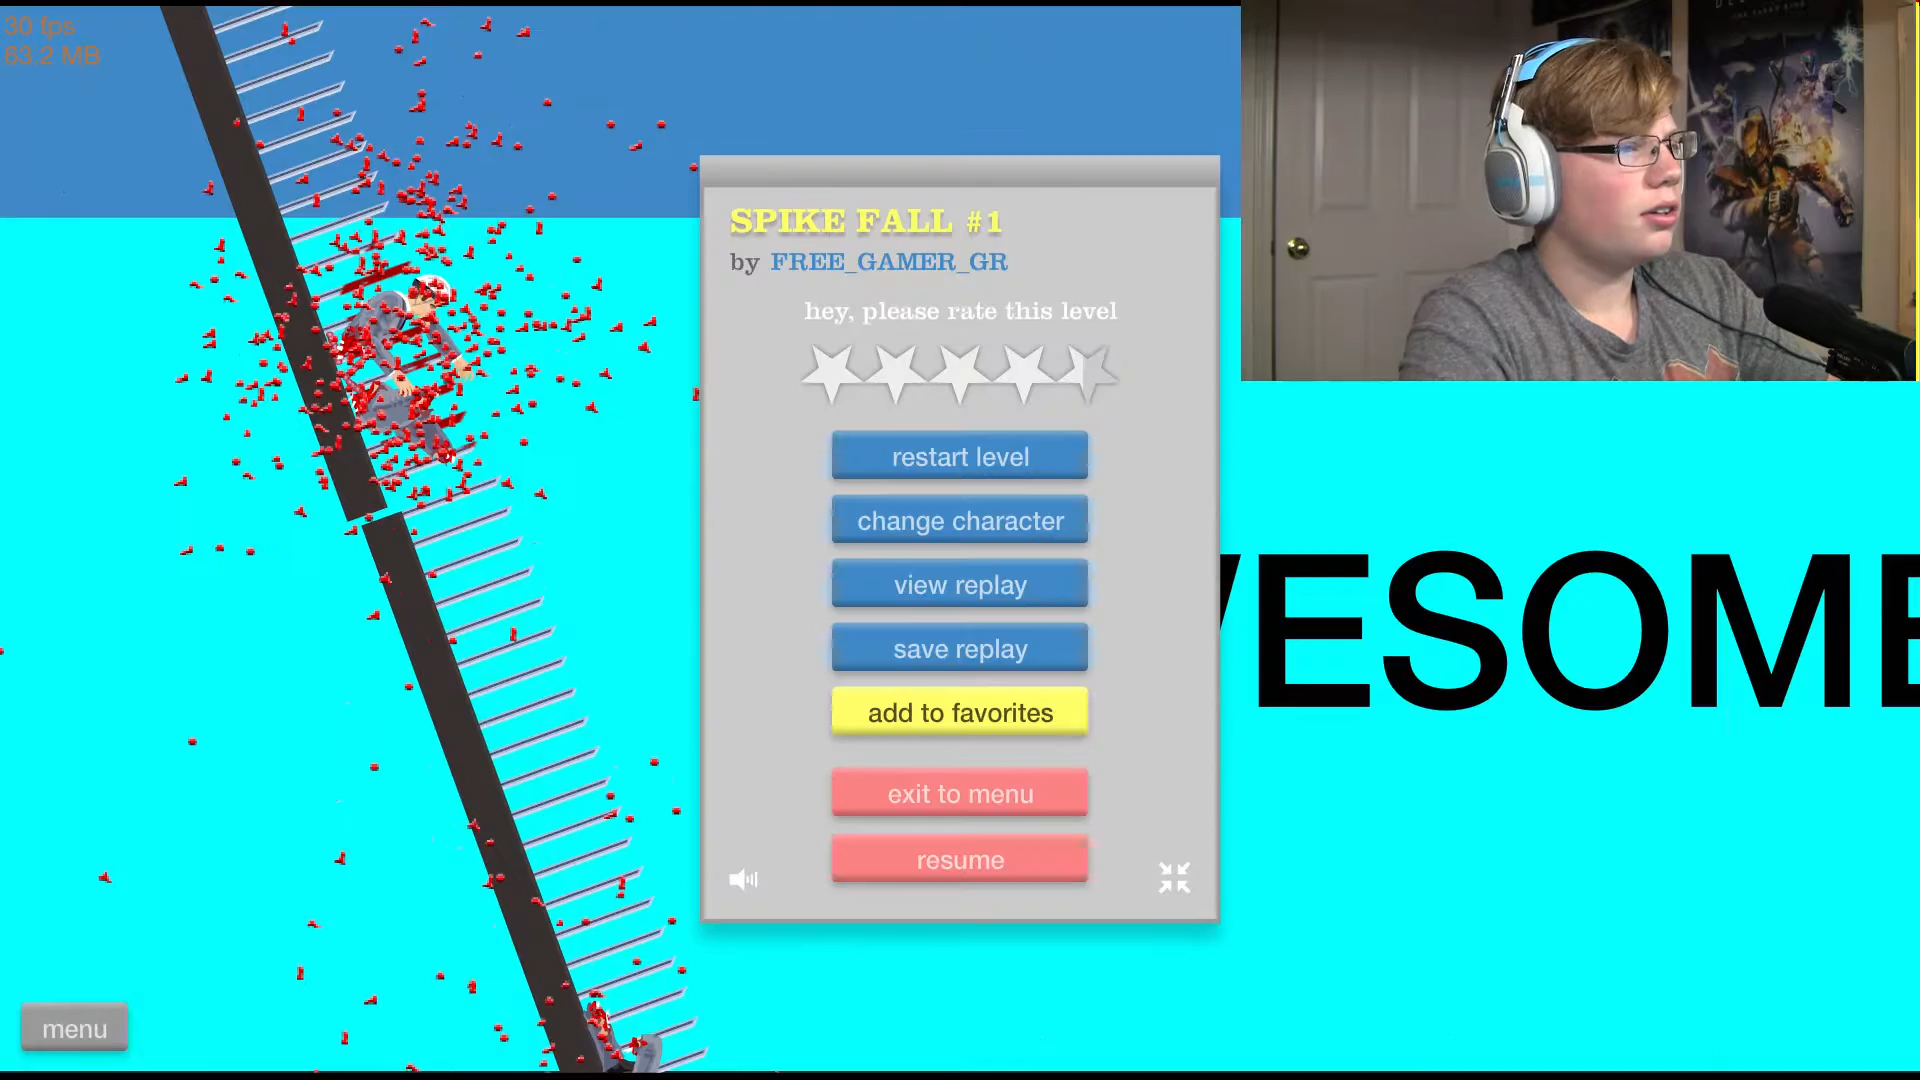 30 fps
63.2 MB
SPIKE FALL #1
by FREE_GAMER_GR
hey, please rate this level
restart level
change character
view replay
save replay
add to favorites
exit to menu
resume
menu
ESOME